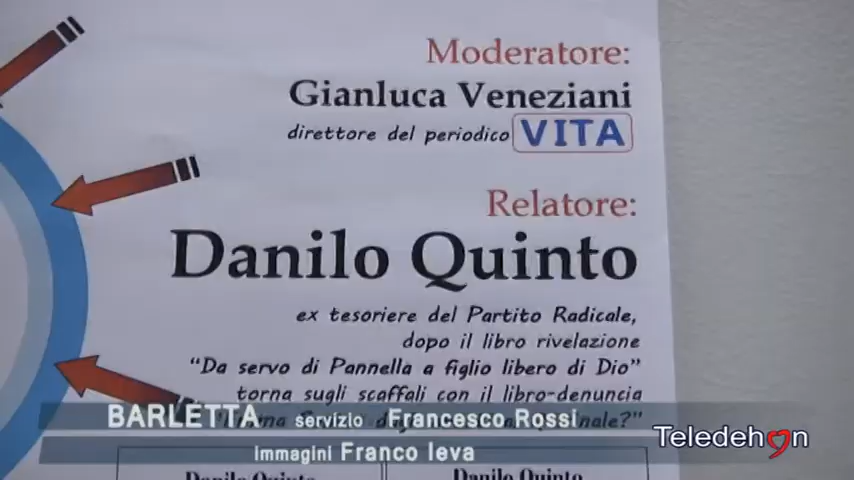 Moderatore:
Gianluca Veneziani
direttore del periodico VITA
Relatore:
Danilo Quinto
ex tesoriere del Partito Radicale,
dopo il libro rivelazione
“Da servo di Pannella a figlio libero di Dio”
torna sugli scaffali con il libro-denuncia
nale?”
BARLETTA servizio Francesco Rossi
immagini Franco Ieva
Teledehon
Danilo Quinto Danilo Quinto